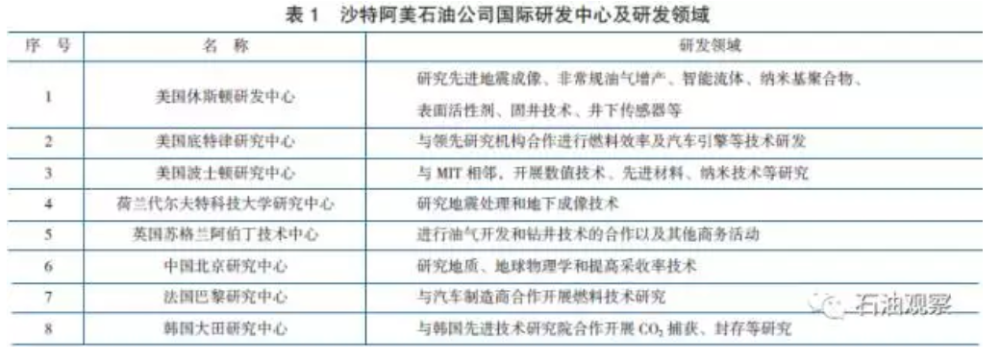 表 1 沙特阿美石油公司国际研发中心及研发领域
序 号 名 称 研发领域
1 美国休斯顿研发中心 研究先进地震成像、非常规油气增产、智能流体、纳米基聚合物、
表面活性剂、固井技术、井下传感器等
2 美国底特律研究中心 与领先研究机构合作进行燃料效率及汽车引擎等技术研发
3 美国波士顿研究中心 与 MIT 相邻，开展数值技术、先进材料、纳米技术等研究
4 荷兰代尔夫特科技大学研究中心 研究地震处理和地下成像技术
5 英国苏格兰阿伯丁技术中心 进行油气开发和钻井技术的合作以及其他商务活动
6 中国北京研究中心 研究地质、地球物理学和提高采收率技术
7 法国巴黎研究中心 与汽车制造商合作开展燃料技术研究
石油观察
8 韩国大田研究中心 与韩国先进技术研究院合作开展 CO₂ 捕获、封存等研究